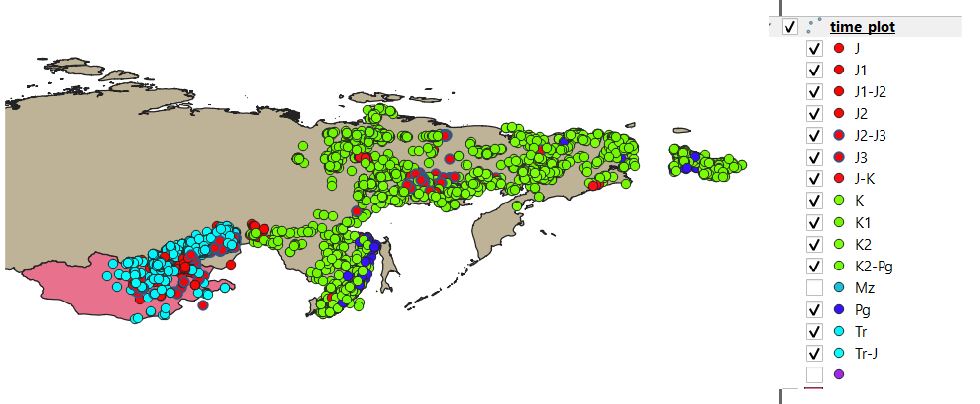 time_plot
J
J1
J1-J2
J2
J2-J3
J3
J-K
K
K1
K2
K2-Pg
Mz
Pg
Tr
Tr-J